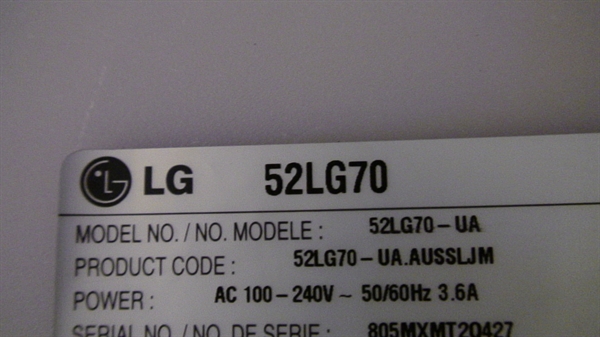 LG 52LG70
MODEL NO. / NO. MODELE : 52LG70-UA
PRODUCT CODE : 52LG70-UA.AUSSLJM
POWER : AC 100-240V ~ 50/60Hz 3.6A
SERIAL NO. / NO. DE SERIE : 805MXMT2Q427